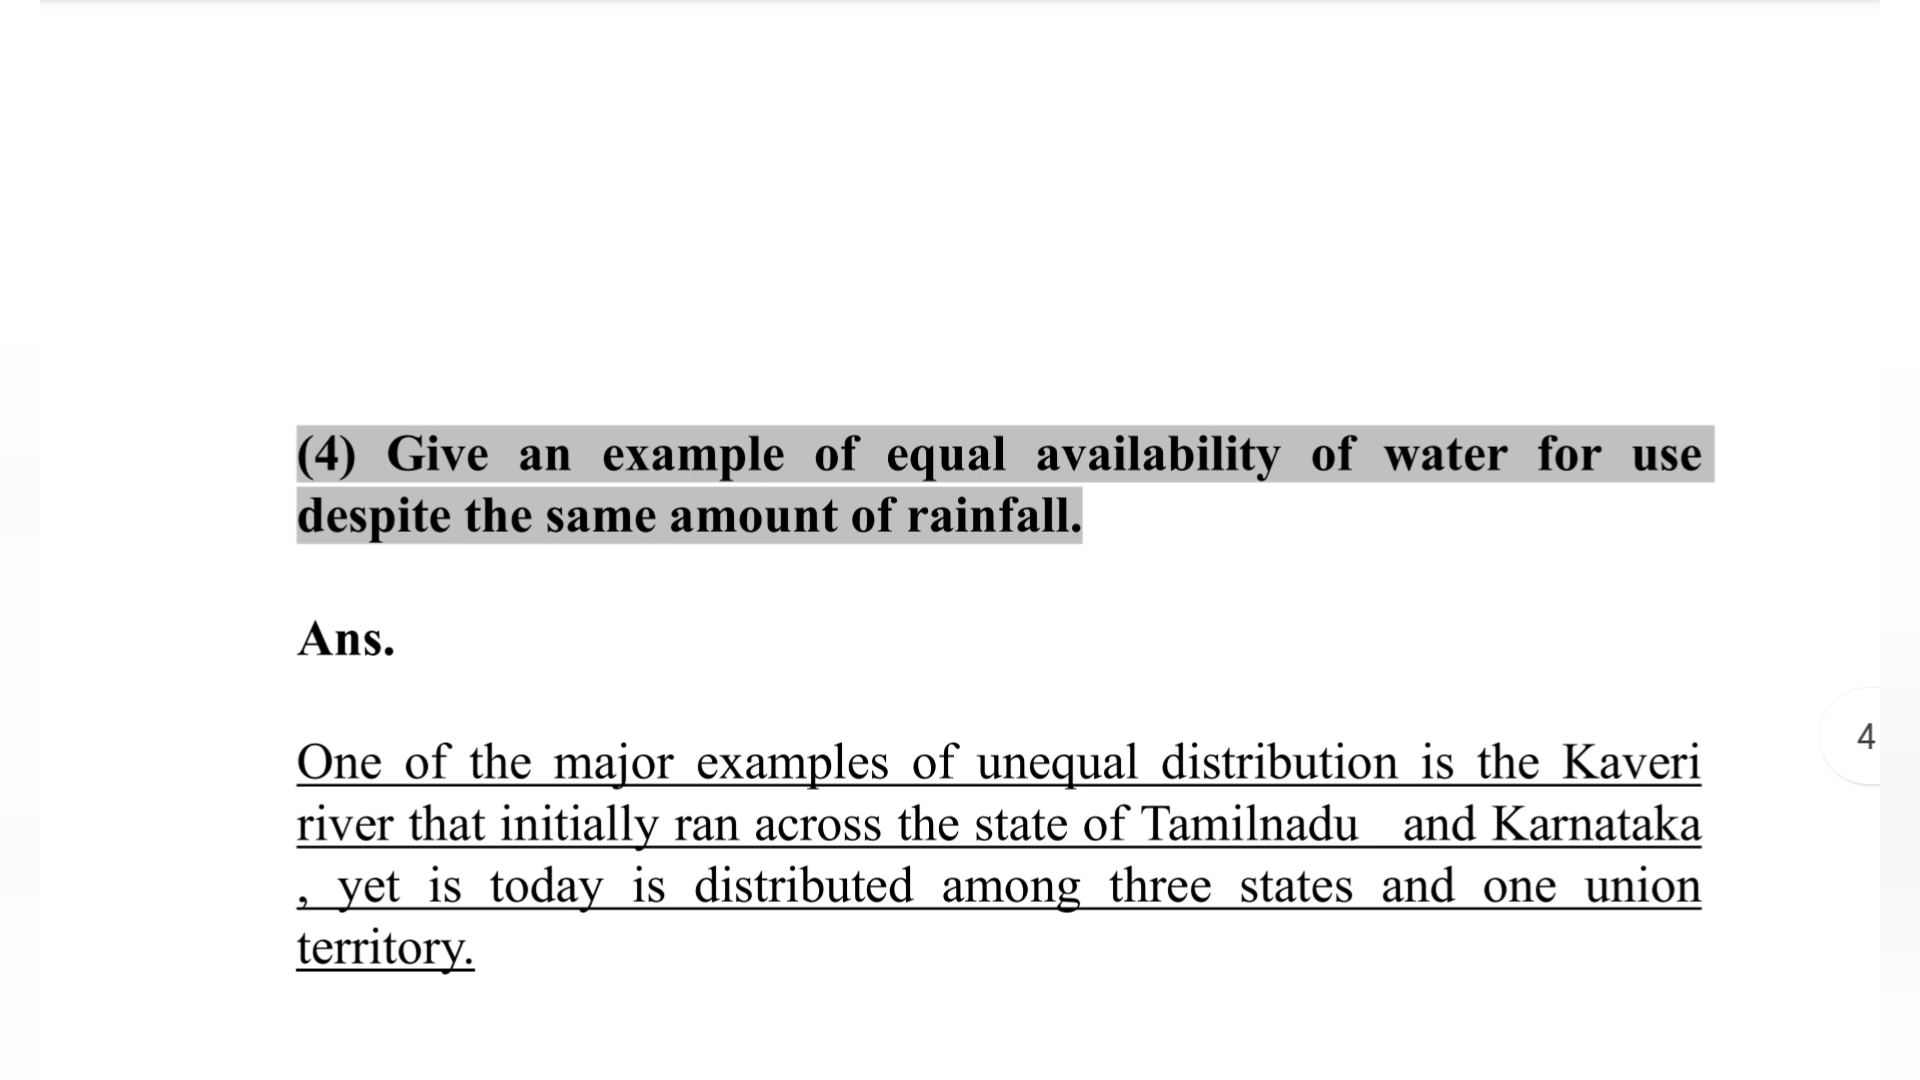 (4) Give an example of equal availability of water for use
despite the same amount of rainfall.
Ans.
One of the major examples of unequal distribution is the Kaveri
river that initially ran across the state of Tamilnadu and Karnataka
, yet is today is distributed among three states and one union
territory.
4